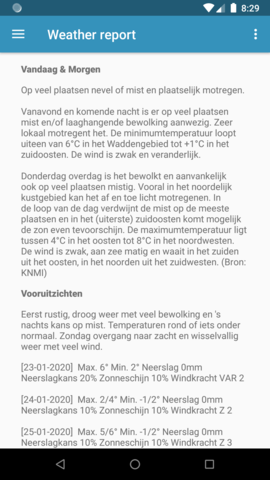 8:29
Weather report
Vandaag & Morgen
Op veel plaatsen nevel of mist en plaatselijk motregen.
Vanavond en komende nacht is er op veel plaatsen
mist en/of laaghangende bewolking aanwezig. Zeer
lokaal motregent het. De minimumtemperatuur loopt
uiteen van 6°C in het Waddengebied tot +1°C in het
zuidoosten. De wind is zwak en veranderlijk.
Donderdag overdag is het bewolkt en aanvankelijk
ook op veel plaatsen mistig. Vooral in het noordelijk
kustgebied kan het af en toe licht motregenen. In
de loop van de dag verdwijnt de mist op de meeste
plaatsen en in het (uiterste) zuidoosten komt mogelijk
de zon even tevoorschijn. De maximumtemperatuur ligt
tussen 4°C in het oosten tot 8°C in het noordwesten.
De wind is zwak, aan zee matig en waait in het zuiden
uit het oosten, in het noorden uit het zuidwesten. (Bron:
KNMI)
Vooruitzichten
Eerst rustig, droog weer met veel bewolking en 's
nachts kans op mist. Temperaturen rond of iets onder
normaal. Zondag overgang naar zacht en wisselvallig
weer met veel wind.
[23-01-2020] Max. 6° Min. 2° Neerslag 0mm
Neerslagkans 20% Zonneschijn 10% Windkracht VAR 2
[24-01-2020] Max. 2/4° Min. -1/2° Neerslag 0mm
Neerslagkans 10% Zonneschijn 10% Windkracht Z 2
[25-01-2020] Max. 5/6° Min. -1/2° Neerslag 0mm
Neerslagkans 10% Zonneschijn 10% Windkracht Z 3